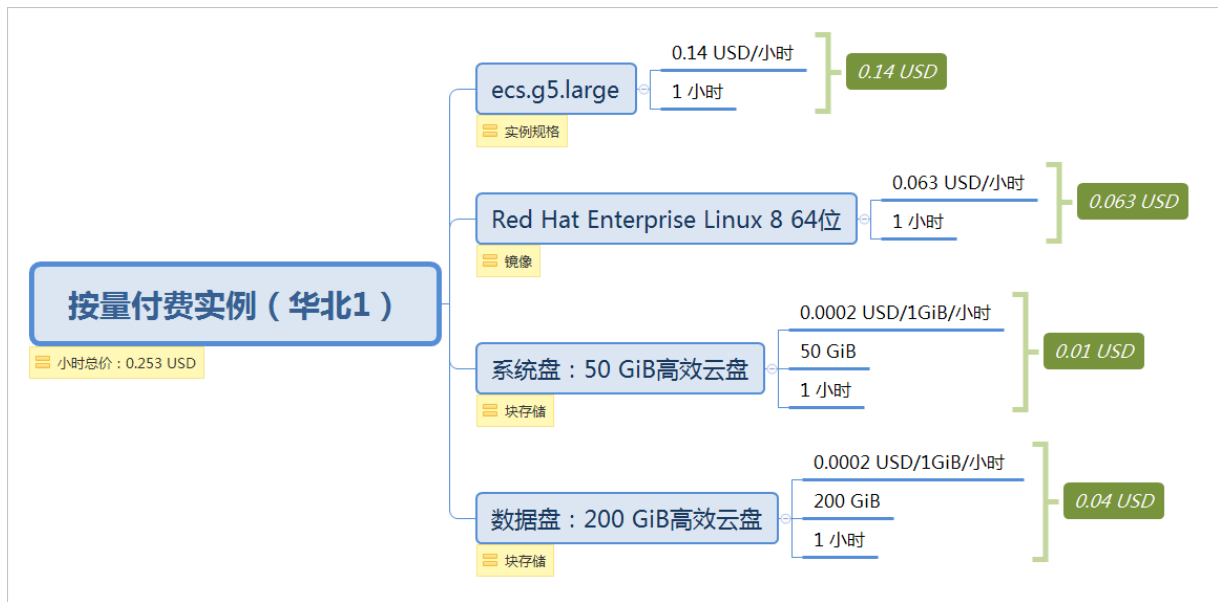 按量付费实例（华北1）
小时总价：0.253 USD
ecs.g5.large
实例规格
0.14 USD/小时
1 小时
0.14 USD
Red Hat Enterprise Linux 8 64位
镜像
0.063 USD/小时
1 小时
0.063 USD
系统盘：50 GiB高效云盘
块存储
0.0002 USD/1GiB/小时
50 GiB
1 小时
0.01 USD
数据盘：200 GiB高效云盘
块存储
0.0002 USD/1GiB/小时
200 GiB
1 小时
0.04 USD